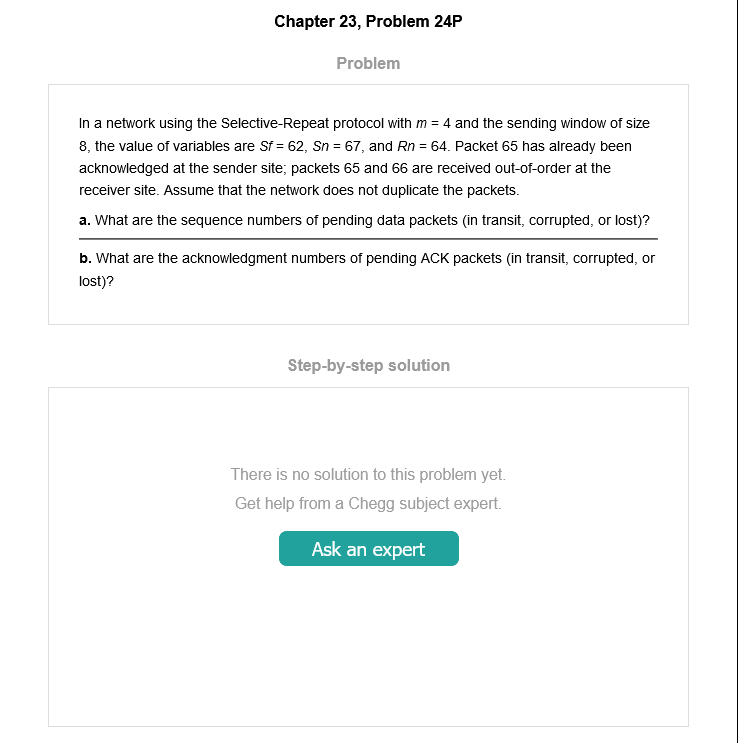 Chapter 23, Problem 24P
Problem
In a network using the Selective-Repeat protocol with m = 4 and the sending window of size
8, the value of variables are Sf = 62, Sn = 67, and Rn = 64. Packet 65 has already been
acknowledged at the sender site; packets 65 and 66 are received out-of-order at the
receiver site. Assume that the network does not duplicate the packets.
a. What are the sequence numbers of pending data packets (in transit, corrupted, or lost)?
b. What are the acknowledgment numbers of pending ACK packets (in transit, corrupted, or
lost)?
Step-by-step solution
There is no solution to this problem yet.
Get help from a Chegg subject expert.
Ask an expert